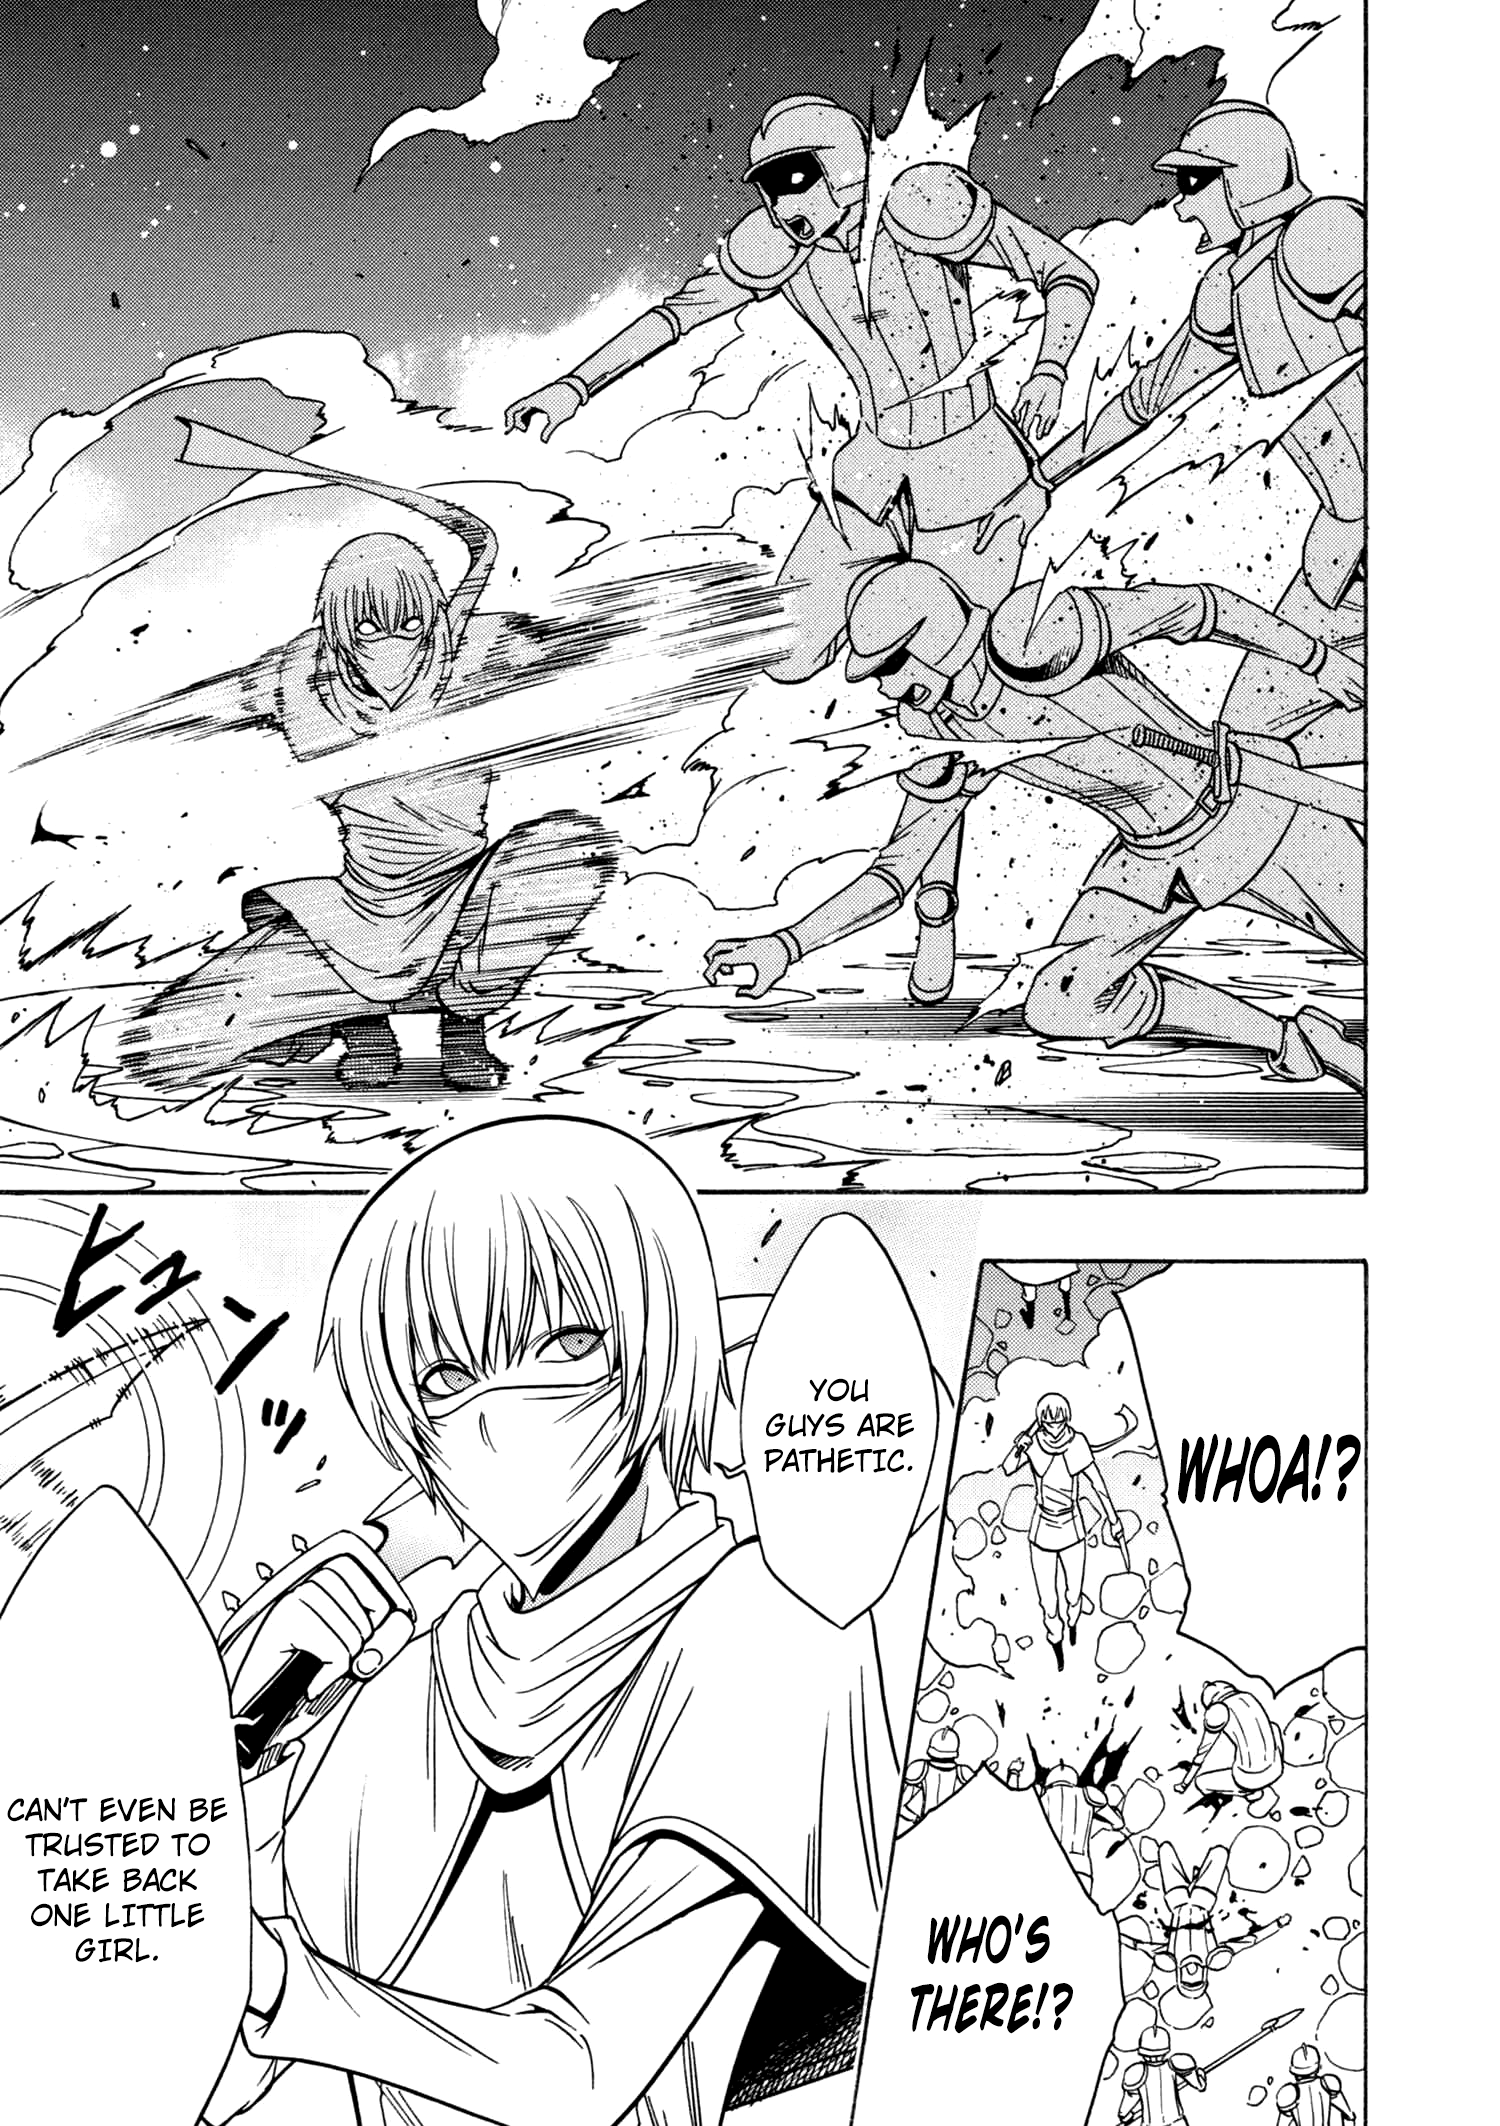 WHOA!?
WHO'S
THERE!?
YOU
GUYS ARE
PATHETIC.
ヒュンッ
CAN'T EVEN BE
TRUSTED TO
TAKE BACK
ONE LITTLE
GIRL.